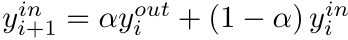 $y_{i+1}^{in} = \alpha y_i^{out} + (1 - \alpha) \, y_i^{in}$